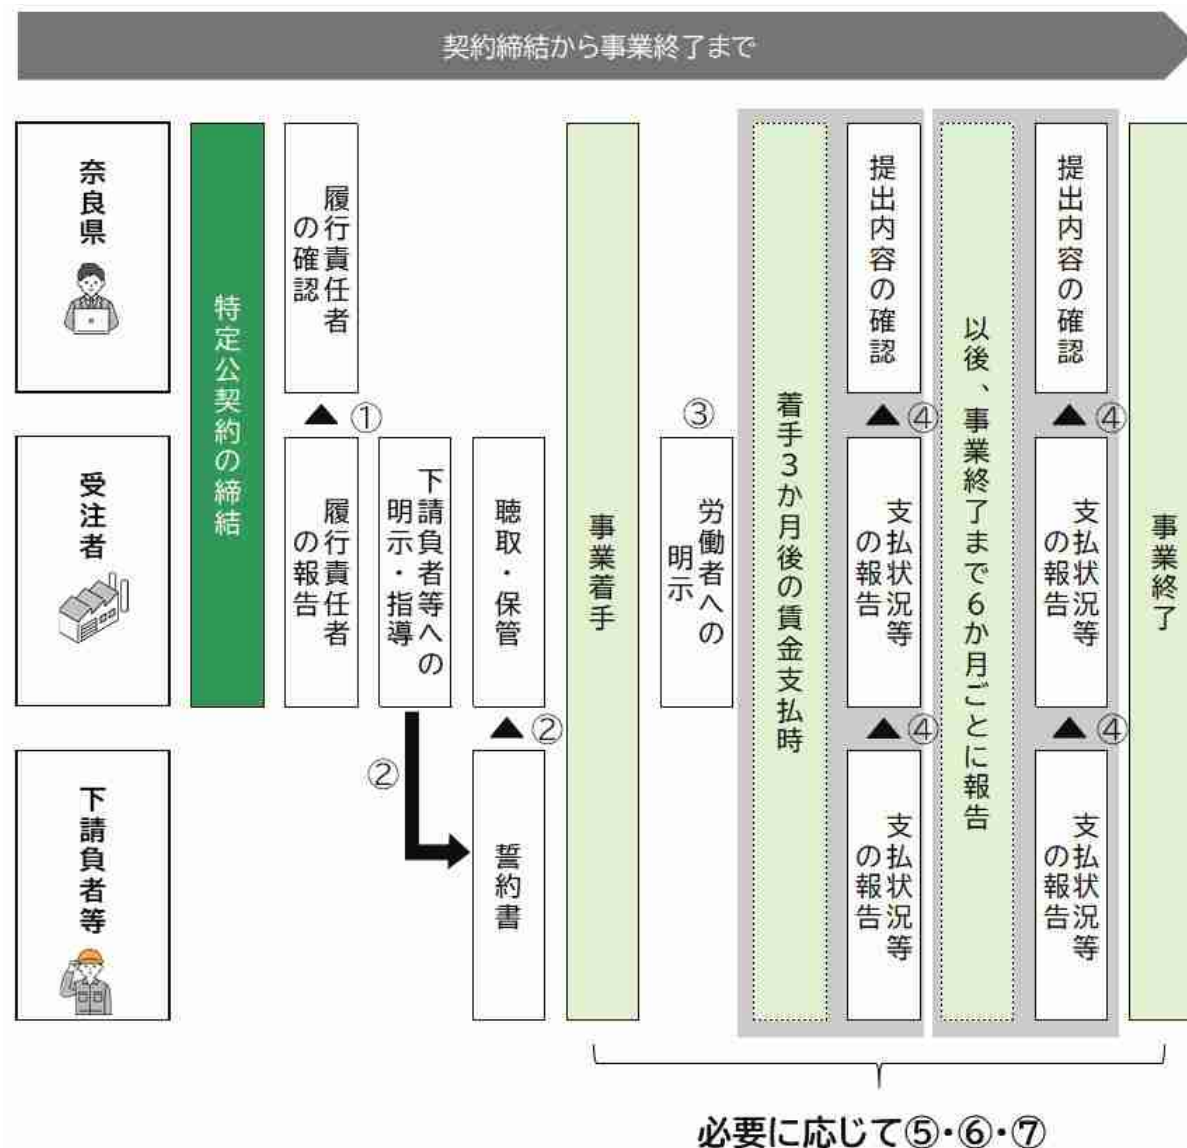 契約締結から事業終了まで
奈良県
受注者
下請負者等
特定公契約の締結
履行責任者
の確認
①
履行責任者
の報告
下請負者等への
明示・指導
②
聴取・保管
②
誓約書
事業着手
③
労働者への
明示
着手3か月後の賃金支払時
提出内容の確認
④
支払状況等
の報告
④
支払状況等
の報告
以後、事業終了まで6か月ごとに報告
提出内容の確認
④
支払状況等
の報告
④
支払状況等
の報告
事業終了
必要に応じて⑤・⑥・⑦